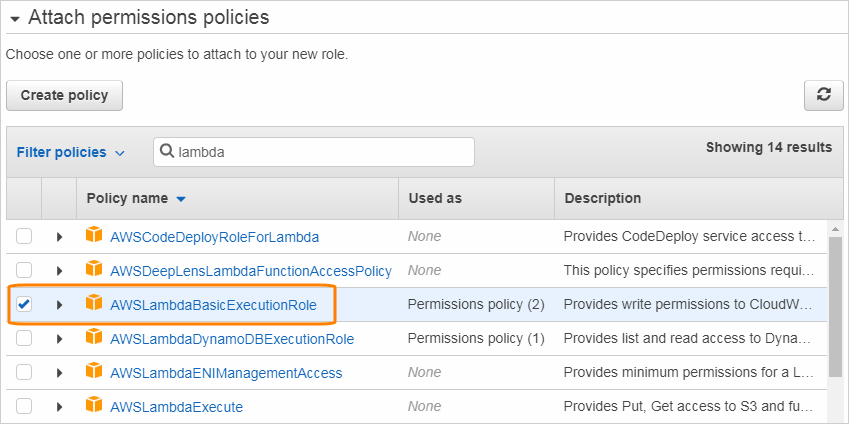 Attach permissions policies
Choose one or more policies to attach to your new role.
Create policy
Filter policies lambda Showing 14 results
Policy name Used as Description
AWSCodeDeployRoleForLambda None Provides CodeDeploy service access t…
AWSDeepLensLambdaFunctionAccessPolicy None This policy specifies permissions requi…
AWSLambdaBasicExecutionRole Permissions policy (2) Provides write permissions to CloudW…
AWSLambdaDynamoDBExecutionRole Permissions policy (1) Provides list and read access to Dyna…
AWSLambdaENIManagementAccess None Provides minimum permissions for a L…
AWSLambdaExecute None Provides Put, Get access to S3 and fu…